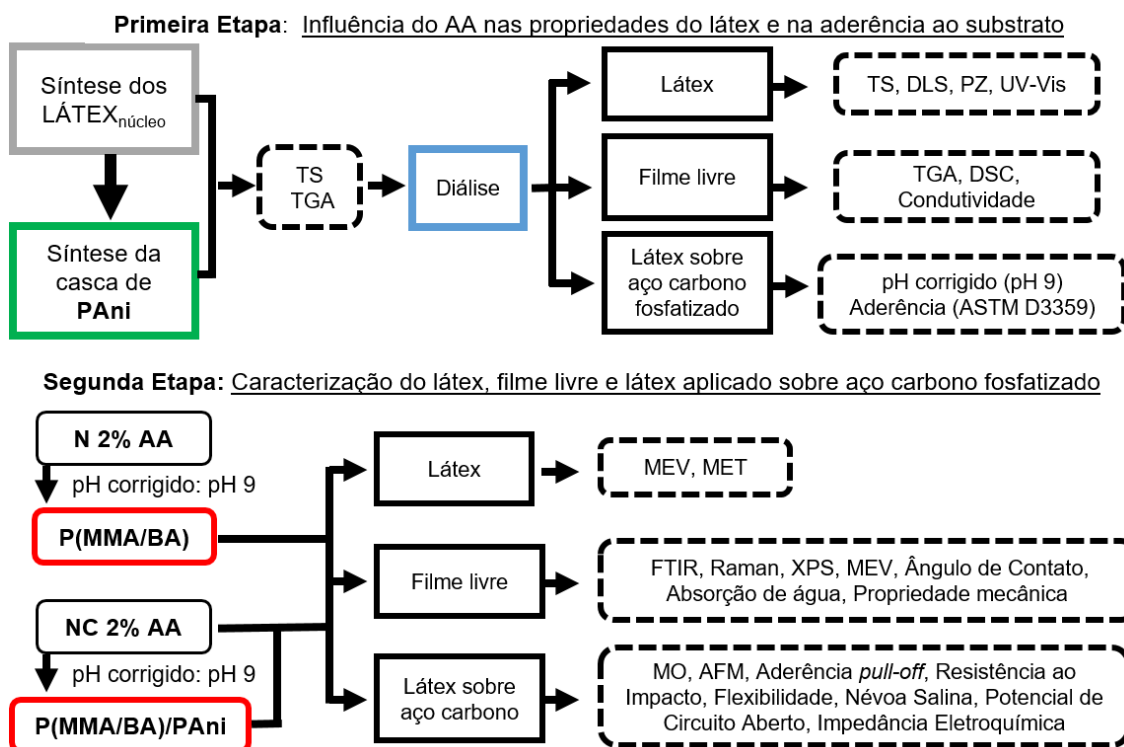 Primeira Etapa: Influência do AA nas propriedades do látex e na aderência ao substrato
Síntese dos
LÁTEXnúcleo
Síntese da
casca de
PAni
TS
TGA
Diálise
Látex
TS, DLS, PZ, UV-Vis
Filme livre
TGA, DSC,
Condutividade
Látex sobre
aço carbono
fosfatizado
pH corrigido (pH 9)
Aderência (ASTM D3359)
Segunda Etapa: Caracterização do látex, filme livre e látex aplicado sobre aço carbono fosfatizado
N 2% AA
pH corrigido: pH 9
P(MMA/BA)
NC 2% AA
pH corrigido: pH 9
P(MMA/BA)/PAni
Látex
MEV, MET
Filme livre
FTIR, Raman, XPS, MEV, Ângulo de Contato,
Absorção de água, Propriedade mecânica
Látex sobre
aço carbono
MO, AFM, Aderência pull-off, Resistência ao
Impacto, Flexibilidade, Névoa Salina, Potencial de
Circuito Aberto, Impedância Eletroquímica